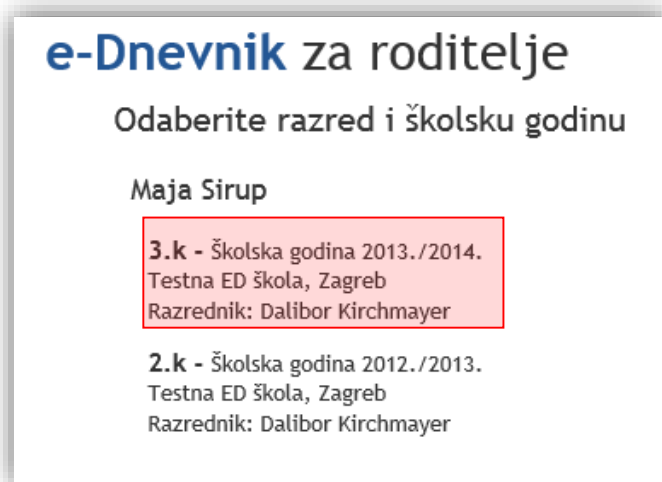 e-Dnevnik za roditelje
Odaberite razred i školsku godinu
Maja Sirup
3.k - Školska godina 2013./2014.
Testna ED škola, Zagreb
Razrednik: Dalibor Kirchmayer
2.k - Školska godina 2012./2013.
Testna ED škola, Zagreb
Razrednik: Dalibor Kirchmayer